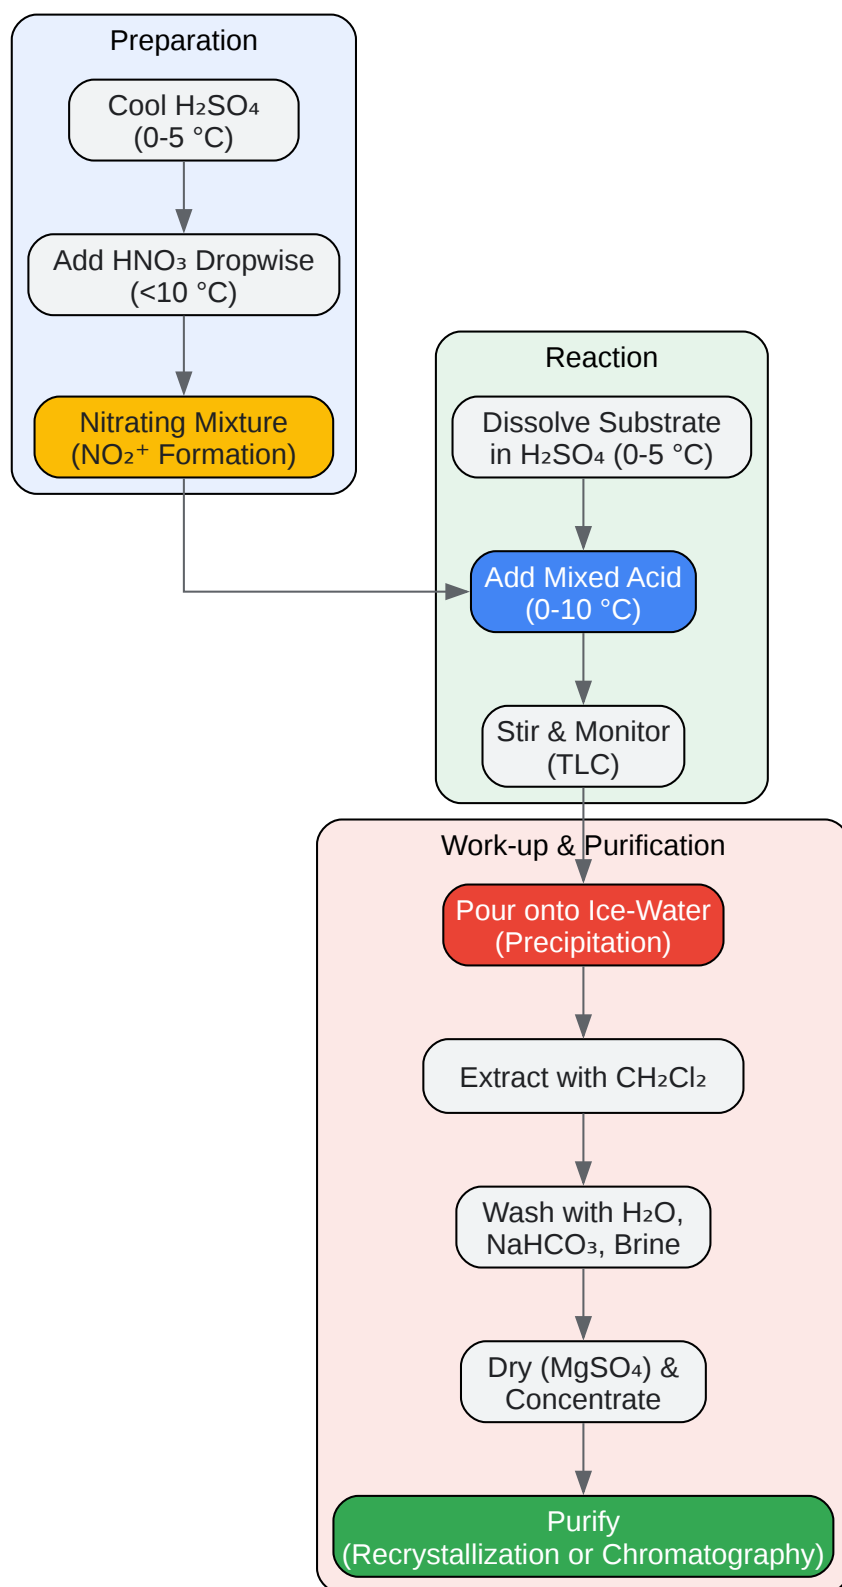 Preparation
Cool H₂SO₄
(0-5 °C)
Add HNO₃ Dropwise
(<10 °C)
Nitrating Mixture
(NO₂⁺ Formation)
Reaction
Dissolve Substrate
in H₂SO₄ (0-5 °C)
Add Mixed Acid
(0-10 °C)
Stir & Monitor
(TLC)
Work-up & Purification
Pour onto Ice-Water
(Precipitation)
Extract with CH₂Cl₂
Wash with H₂O,
NaHCO₃, Brine
Dry (MgSO₄) &
Concentrate
Purify
(Recrystallization or Chromatography)